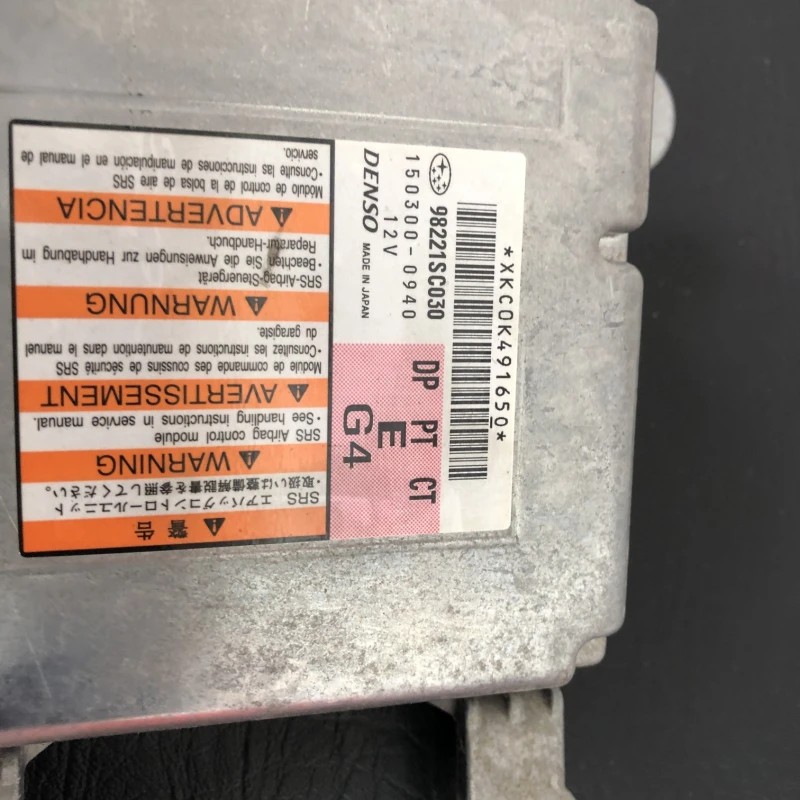 *XKC0K491650*
98221SC030
150300-0940
12V
DENSO MADE IN JAPAN
DP PT CT
E
G4
警告
SRS エアバッグコントロールユニット
・取扱いは整備解説書を参照してください。
WARNING
SRS Airbag control module
・See handling instructions in service manual.
AVERTISSEMENT
Module de commande des coussins de sécurité SRS
・Consultez les instructions de manutention dans le manuel
du garagiste.
WARNUNG
SRS-Airbag-Steuergerät
・Beachten Sie die Anweisungen zur Handhabung im
Reparatur-Handbuch.
ADVERTENCIA
Módulo de control de la bolsa de aire SRS
・Consulte las instrucciones de manipulación en el manual de
servicio.